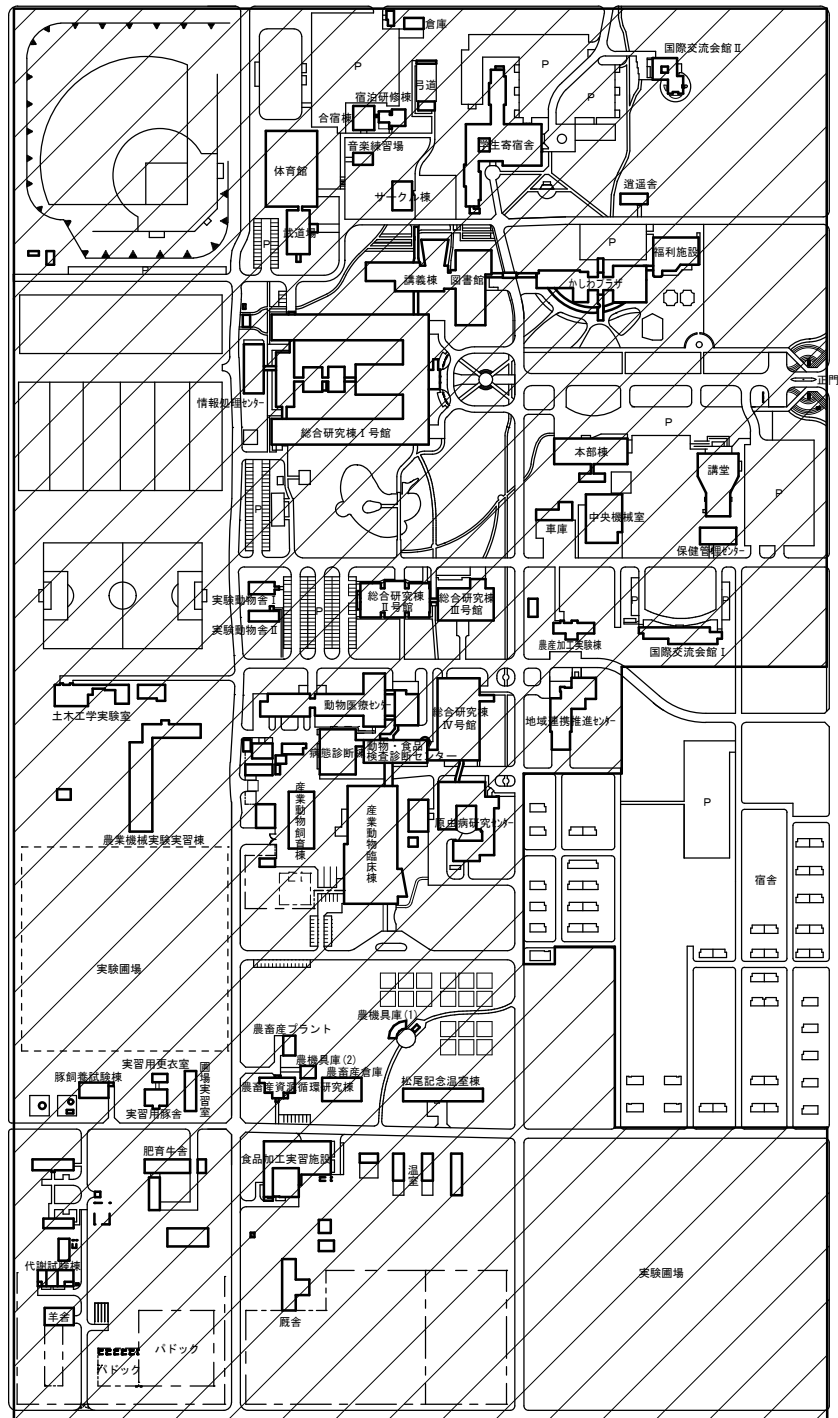 倉庫
国際交流会館Ⅱ
P
P
P
弓道
宿泊研修棟
合宿棟
音楽練習場
学生寄宿舎
体育館
サークル棟
逍遥舎
武道場
P
P
P
福利施設
講義棟
図書館
かしわプラザ
正門
情報処理センター
総合研究棟Ⅰ号館
P
本部棟
講堂
P
P
車庫
中央機械室
保健管理センター
実験動物舎Ⅰ
総合研究棟
Ⅱ号館
総合研究棟
Ⅲ号館
P
P
P
実験動物舎Ⅱ
農産加工実験棟
国際交流会館Ⅰ
土木工学実験室
動物医療センター
総合研究棟
Ⅳ号館
地域連携推進センター
病態診断棟
動物・食品
検査診断センター
農業機械実験実習棟
産業動物飼育棟
産業動物臨床棟
原虫病研究センター
P
宿舎
実験圃場
農機具庫(1)
農畜産プラント
農機具庫(2)
農畜産倉庫
実習用更衣室
圃場実習室
豚飼養試験棟
農畜産資源循環研究棟
松尾記念温室棟
実習用豚舎
肥育牛舎
食品加工実習施設
温室
代謝試験棟
実験圃場
羊舎
厩舎
パドック
パドック